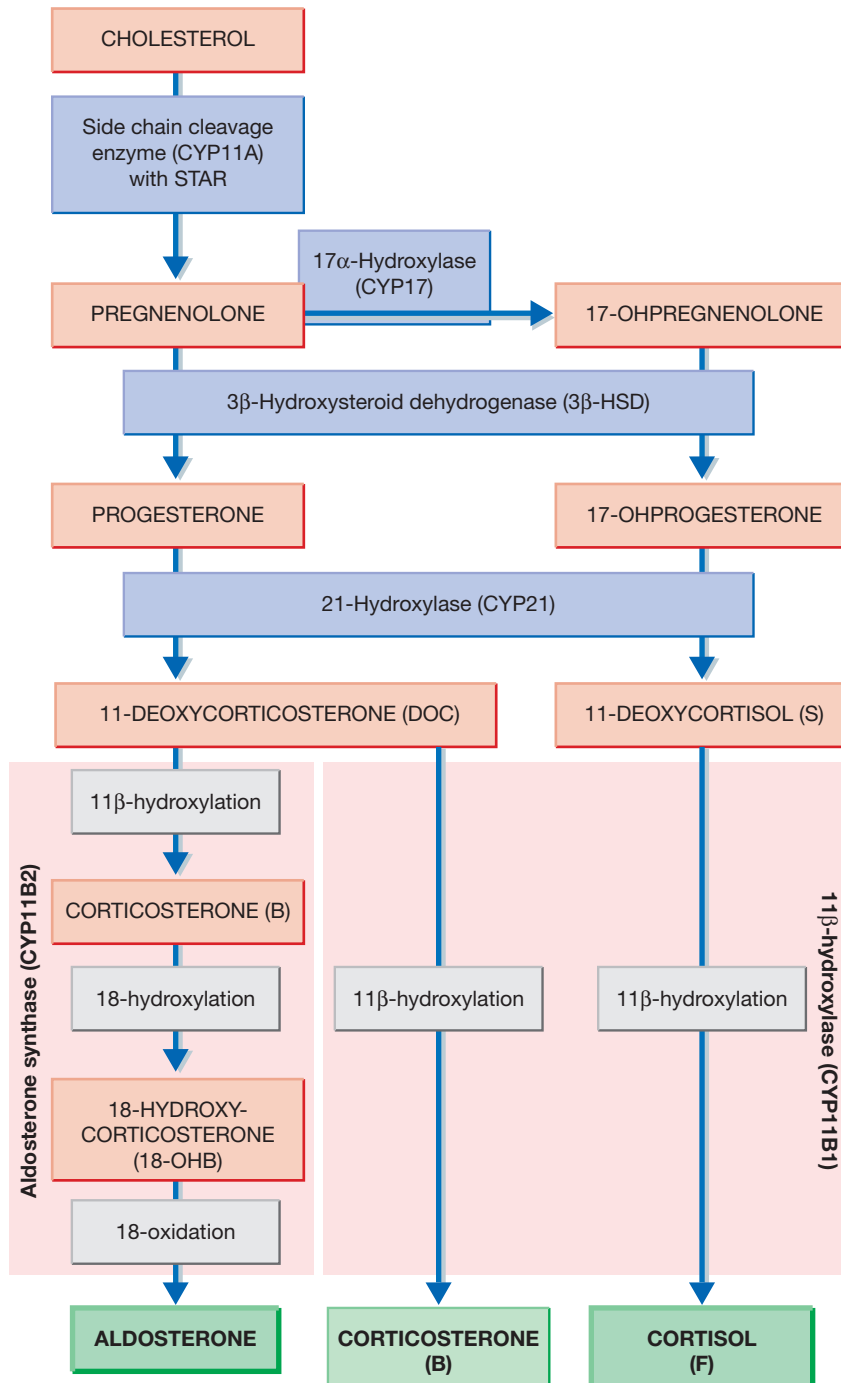 CHOLESTEROL
Side chain cleavage
enzyme (CYP11A)
with STAR
17α-Hydroxylase
(CYP17)
PREGNENOLONE
17-OHPREGNENOLONE
3β-Hydroxysteroid dehydrogenase (3β-HSD)
PROGESTERONE
17-OHPROGESTERONE
21-Hydroxylase (CYP21)
11-DEOXYCORTICOSTERONE (DOC)
11-DEOXYCORTISOL (S)
Aldosterone synthase (CYP11B2)
11β-hydroxylation
CORTICOSTERONE (B)
18-hydroxylation
18-HYDROXY-
CORTICOSTERONE
(18-OHB)
18-oxidation
11β-hydroxylation
11β-hydroxylation
11β-hydroxylase (CYP11B1)
ALDOSTERONE
CORTICOSTERONE
(B)
CORTISOL
(F)